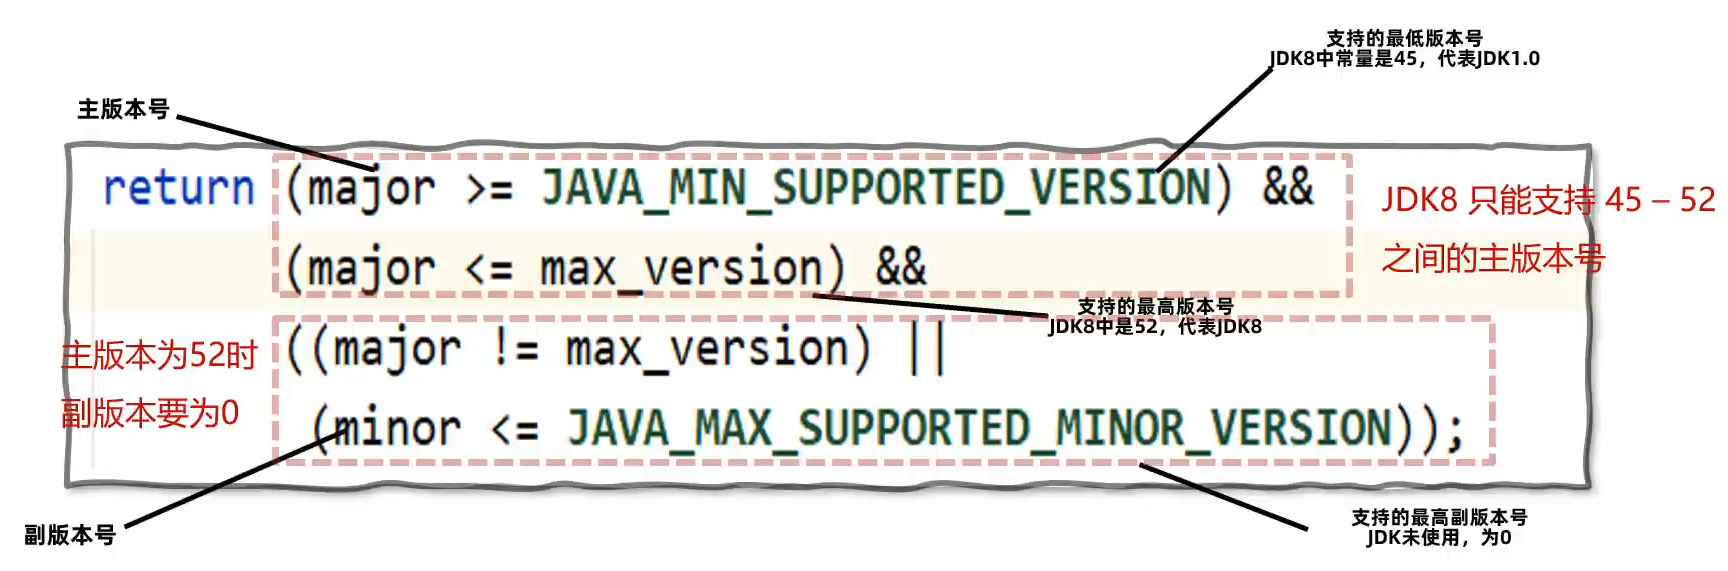 支持的最低版本号
JDK8中常量是45，代表JDK1.0
主版本号
return (major >= JAVA_MIN_SUPPORTED_VERSION) &&
(major <= max_version) &&
JDK8 只能支持 45 – 52
之间的主版本号
支持的最高版本号
JDK8中是52，代表JDK8
((major != max_version) ||
(minor <= JAVA_MAX_SUPPORTED_MINOR_VERSION));
主版本为52时
副版本要为0
副版本号
支持的最高副版本号
JDK未使用，为0